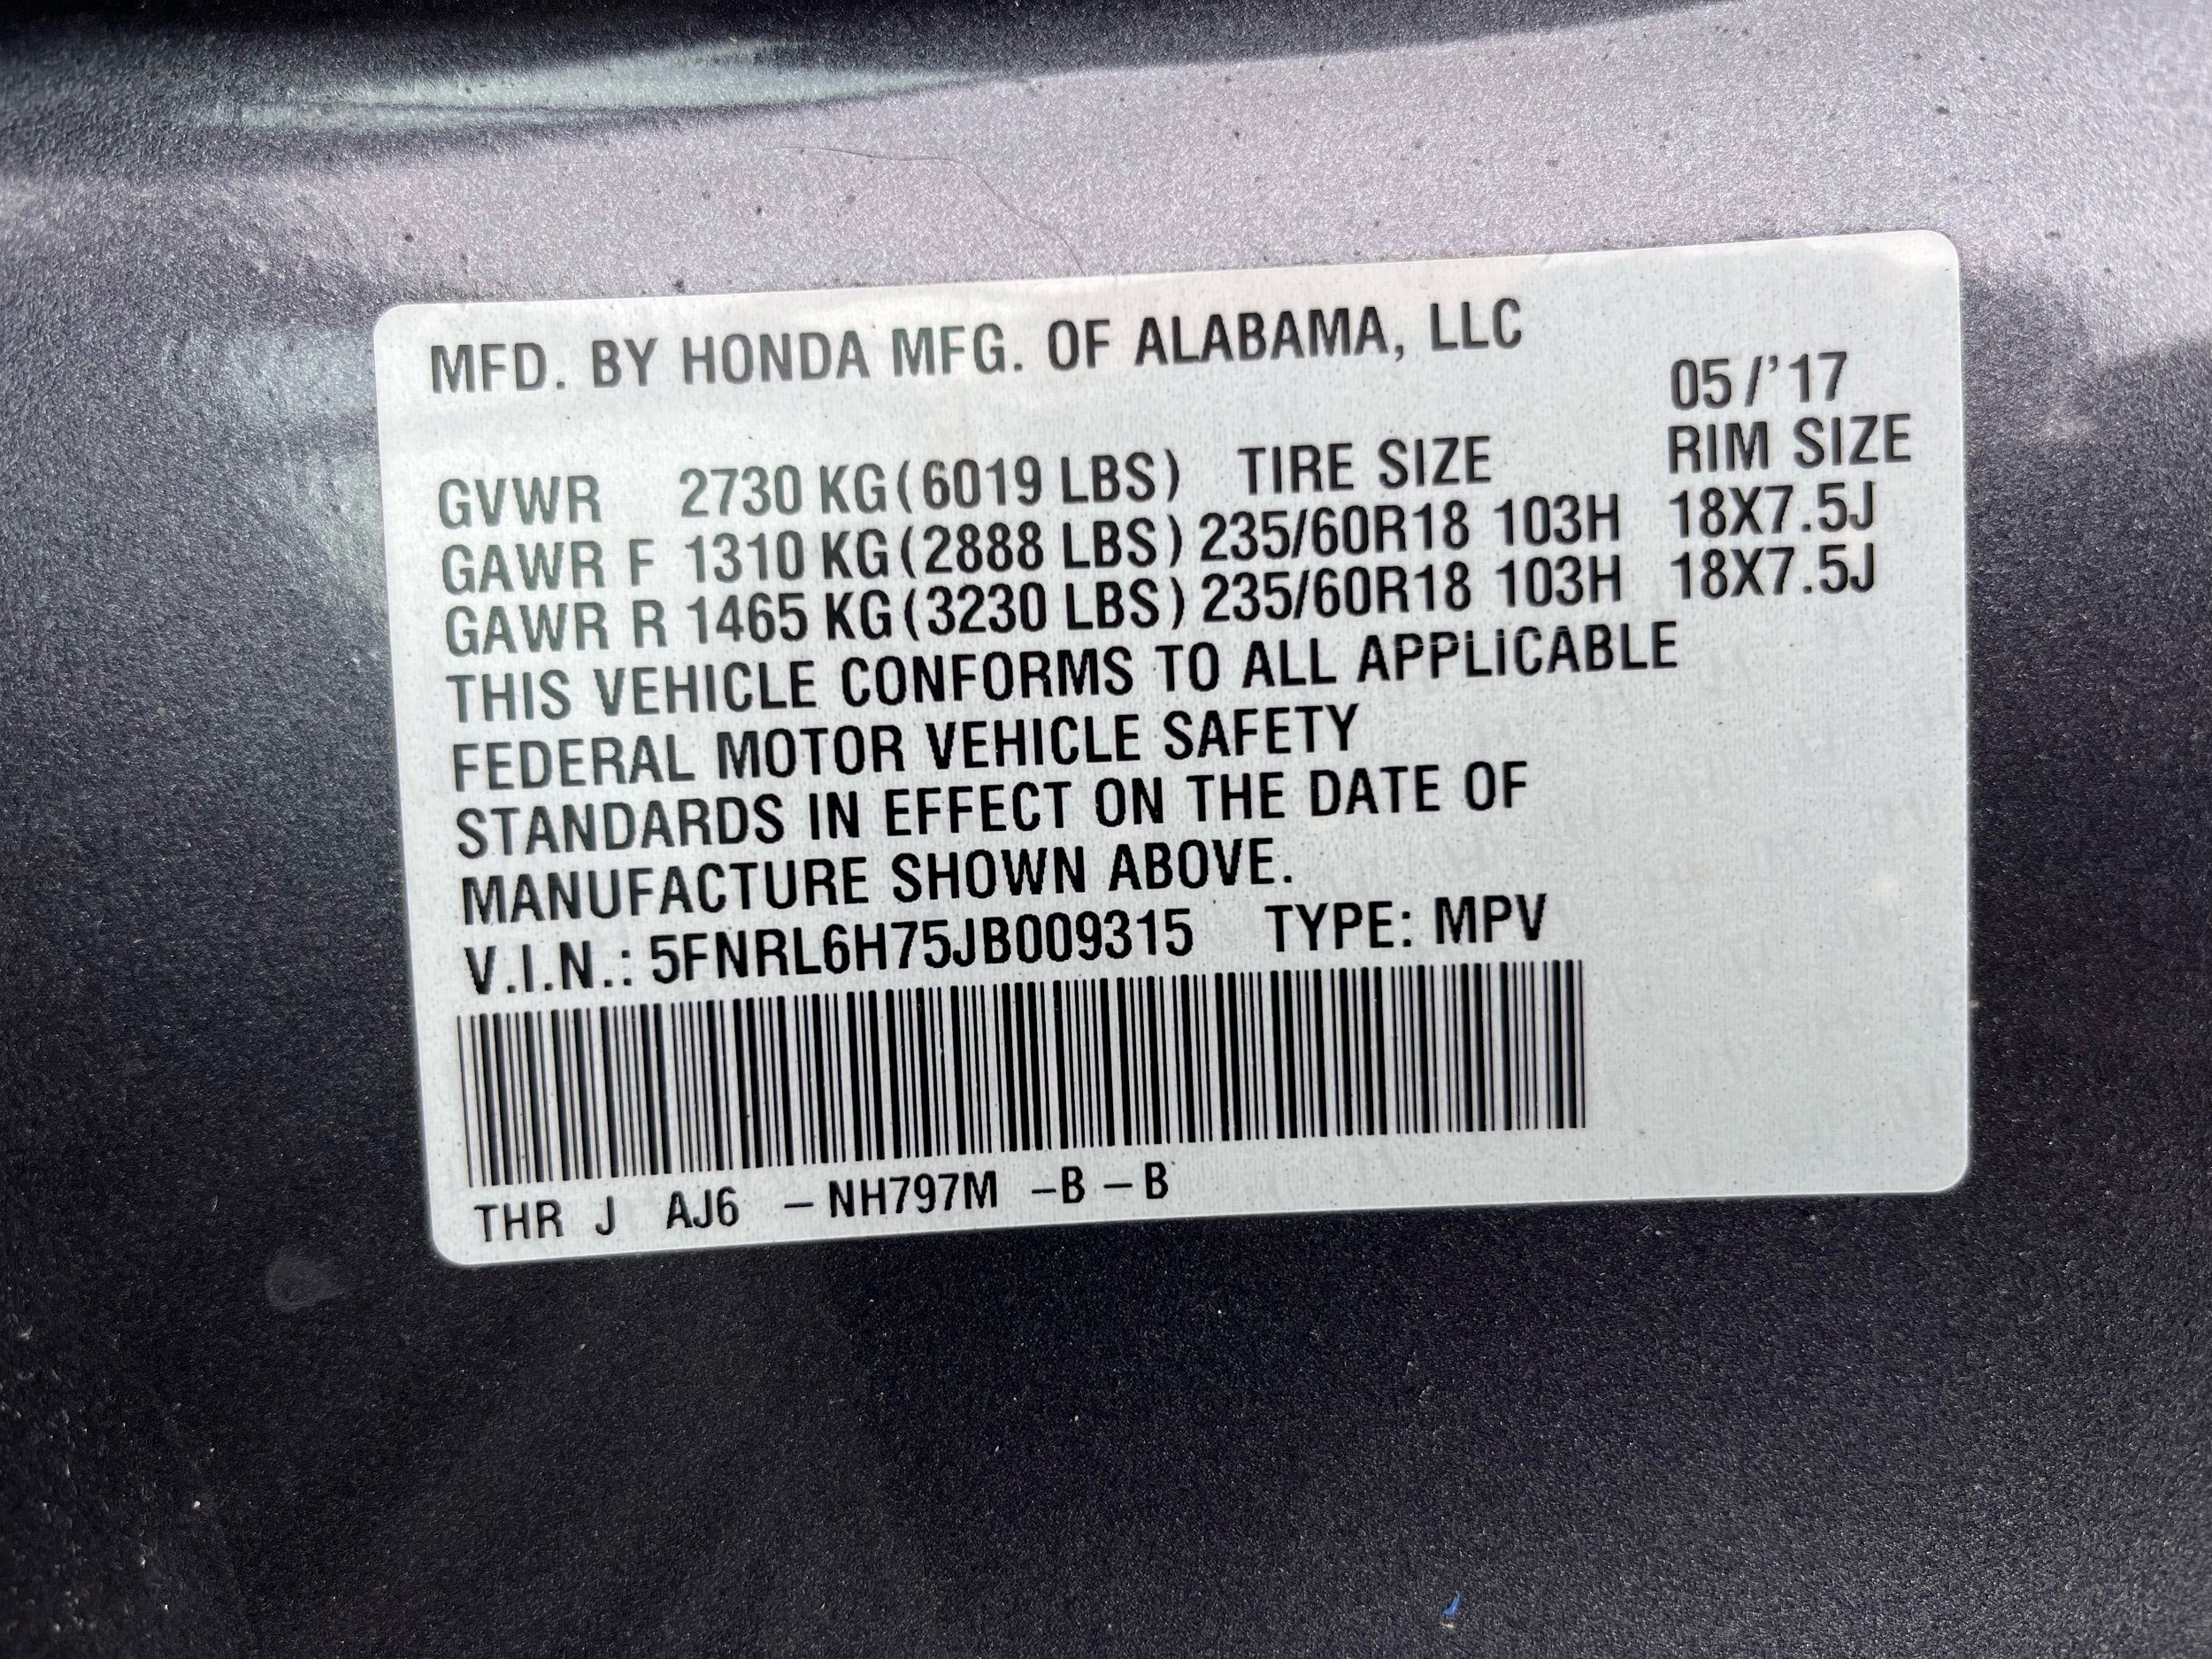 MFD. BY HONDA MFG. OF ALABAMA, LLC
05/'17
GVWR 2730 KG(6019 LBS) TIRE SIZE RIM SIZE
GAWR F 1310 KG(2888 LBS) 235/60R18 103H 18X7.5J
GAWR R 1465 KG(3230 LBS) 235/60R18 103H 18X7.5J
THIS VEHICLE CONFORMS TO ALL APPLICABLE
FEDERAL MOTOR VEHICLE SAFETY
STANDARDS IN EFFECT ON THE DATE OF
MANUFACTURE SHOWN ABOVE.
V.I.N.: 5FNRL6H75JB009315 TYPE: MPV
THR J AJ6 – NH797M –B – B